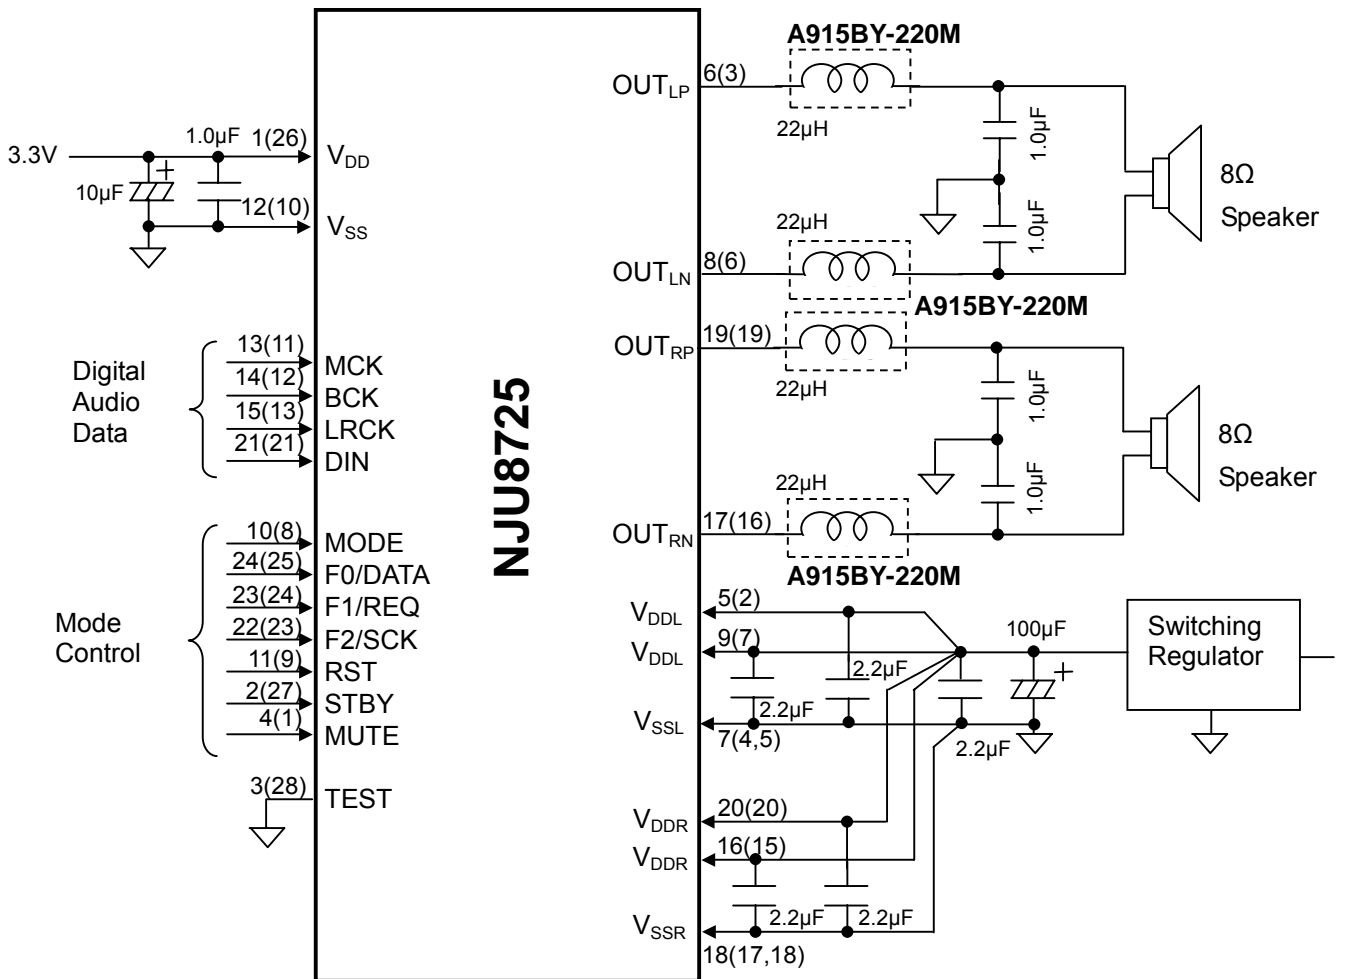 A915BY-220M
OUTLP
6(3)
22µH
1.0µF
1.0µF
8Ω
Speaker
22µH
OUTLN
8(6)
A915BY-220M
3.3V
1.0µF
1(26)
VDD
10µF
12(10)
VSS
OUTRP
19(19)
22µH
1.0µF
1.0µF
8Ω
Speaker
22µH
OUTRN
17(16)
A915BY-220M
Digital
Audio
Data
13(11)
MCK
14(12)
BCK
15(13)
LRCK
21(21)
DIN
NJU8725
Mode
Control
10(8)
MODE
24(25)
F0/DATA
23(24)
F1/REQ
22(23)
F2/SCK
11(9)
RST
2(27)
STBY
4(1)
MUTE
3(28)
TEST
VDDL
5(2)
VDDL
9(7)
2.2µF
2.2µF
100µF
2.2µF
Switching
Regulator
VSSL
7(4,5)
VDDR
20(20)
VDDR
16(15)
2.2µF
2.2µF
VSSR
18(17,18)